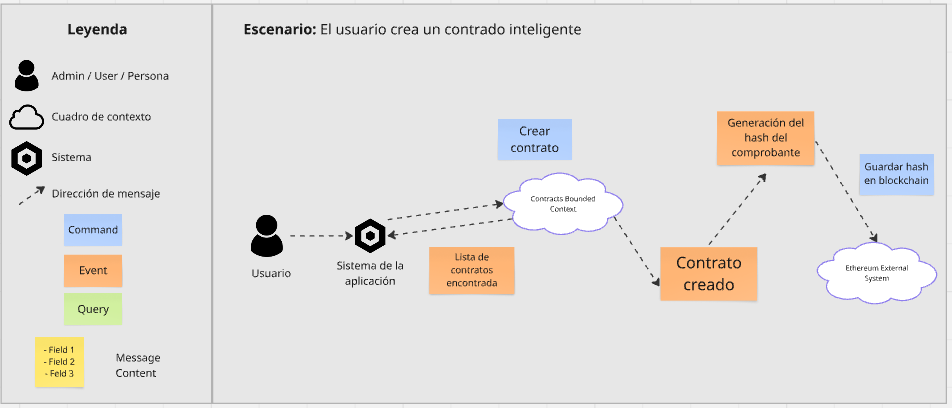 Leyenda
Admin / User / Persona
Cuadro de contexto
Sistema
Dirección de mensaje
Command
Event
Query
- Field 1
- Field 2
- Feld 3
Message
Content
Escenario: El usuario crea un contrado inteligente
Usuario
Sistema de la
aplicación
Crear
contrato
Contracts Bounded
Context
Lista de
contratos
encontrada
Contrato
creado
Generación del
hash del
comprobante
Guardar hash
en blockchain
Ethereum External
System